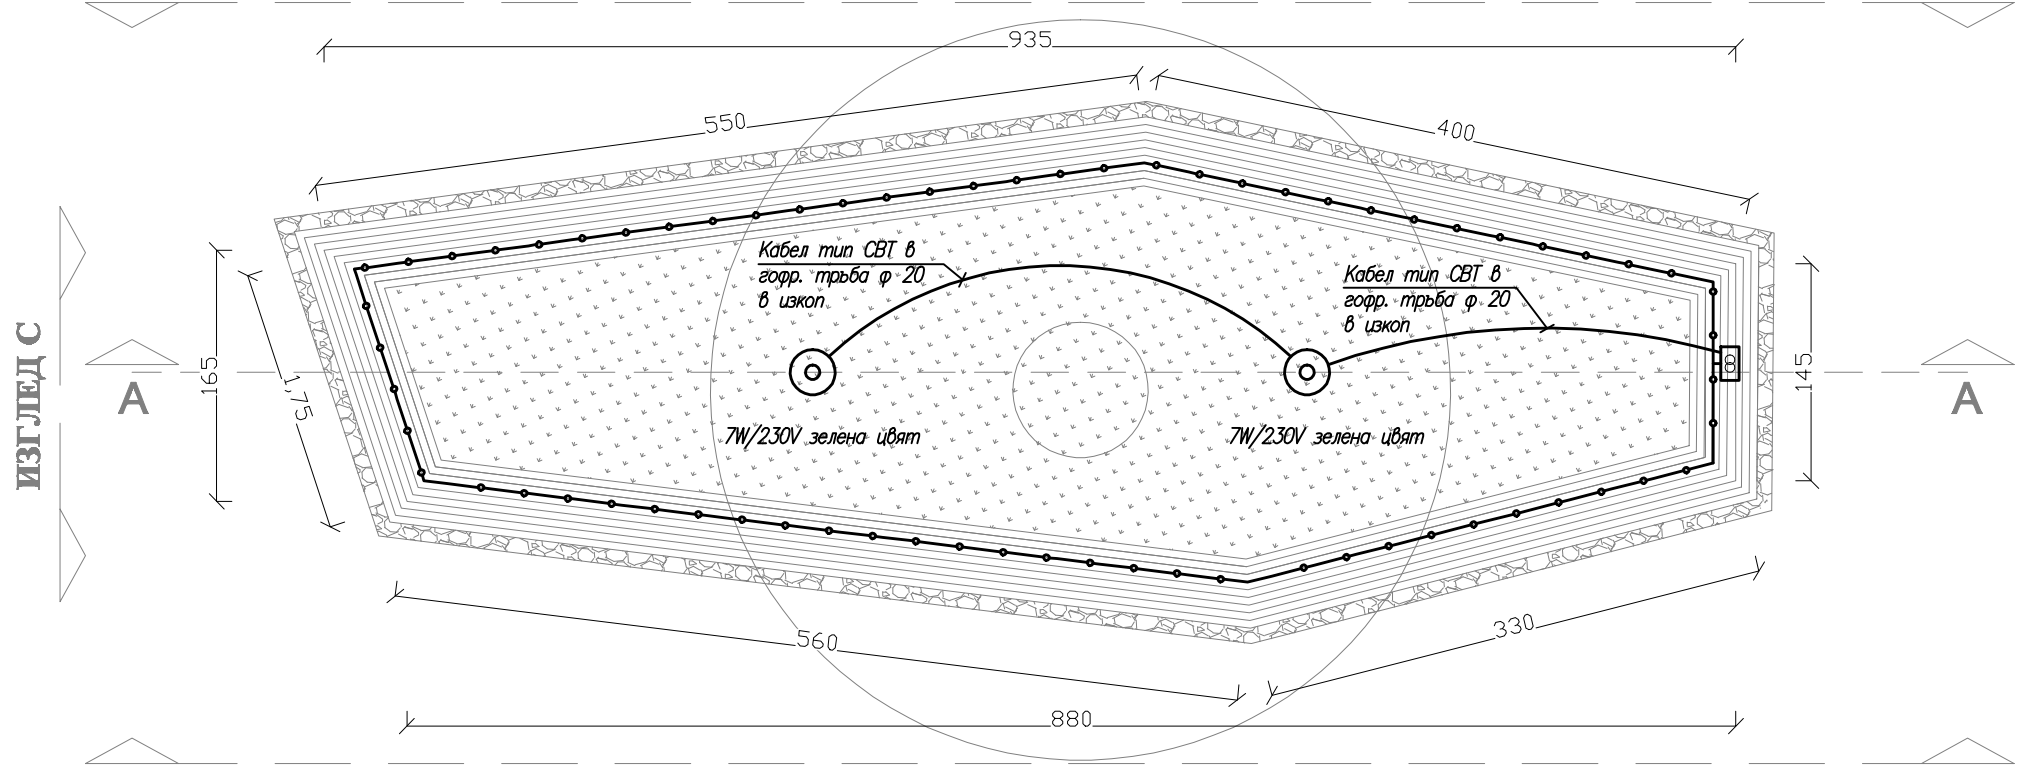 935
550
400
Кабел тип СВТ в
гофр. тръба φ 20
в изкоп
Кабел тип СВТ в
гофр. тръба φ 20
в изкоп
ИЗГЛЕД С
165
1,75
8
145
А
А
7W/230V зелена цвят
7W/230V зелена цвят
560
330
880